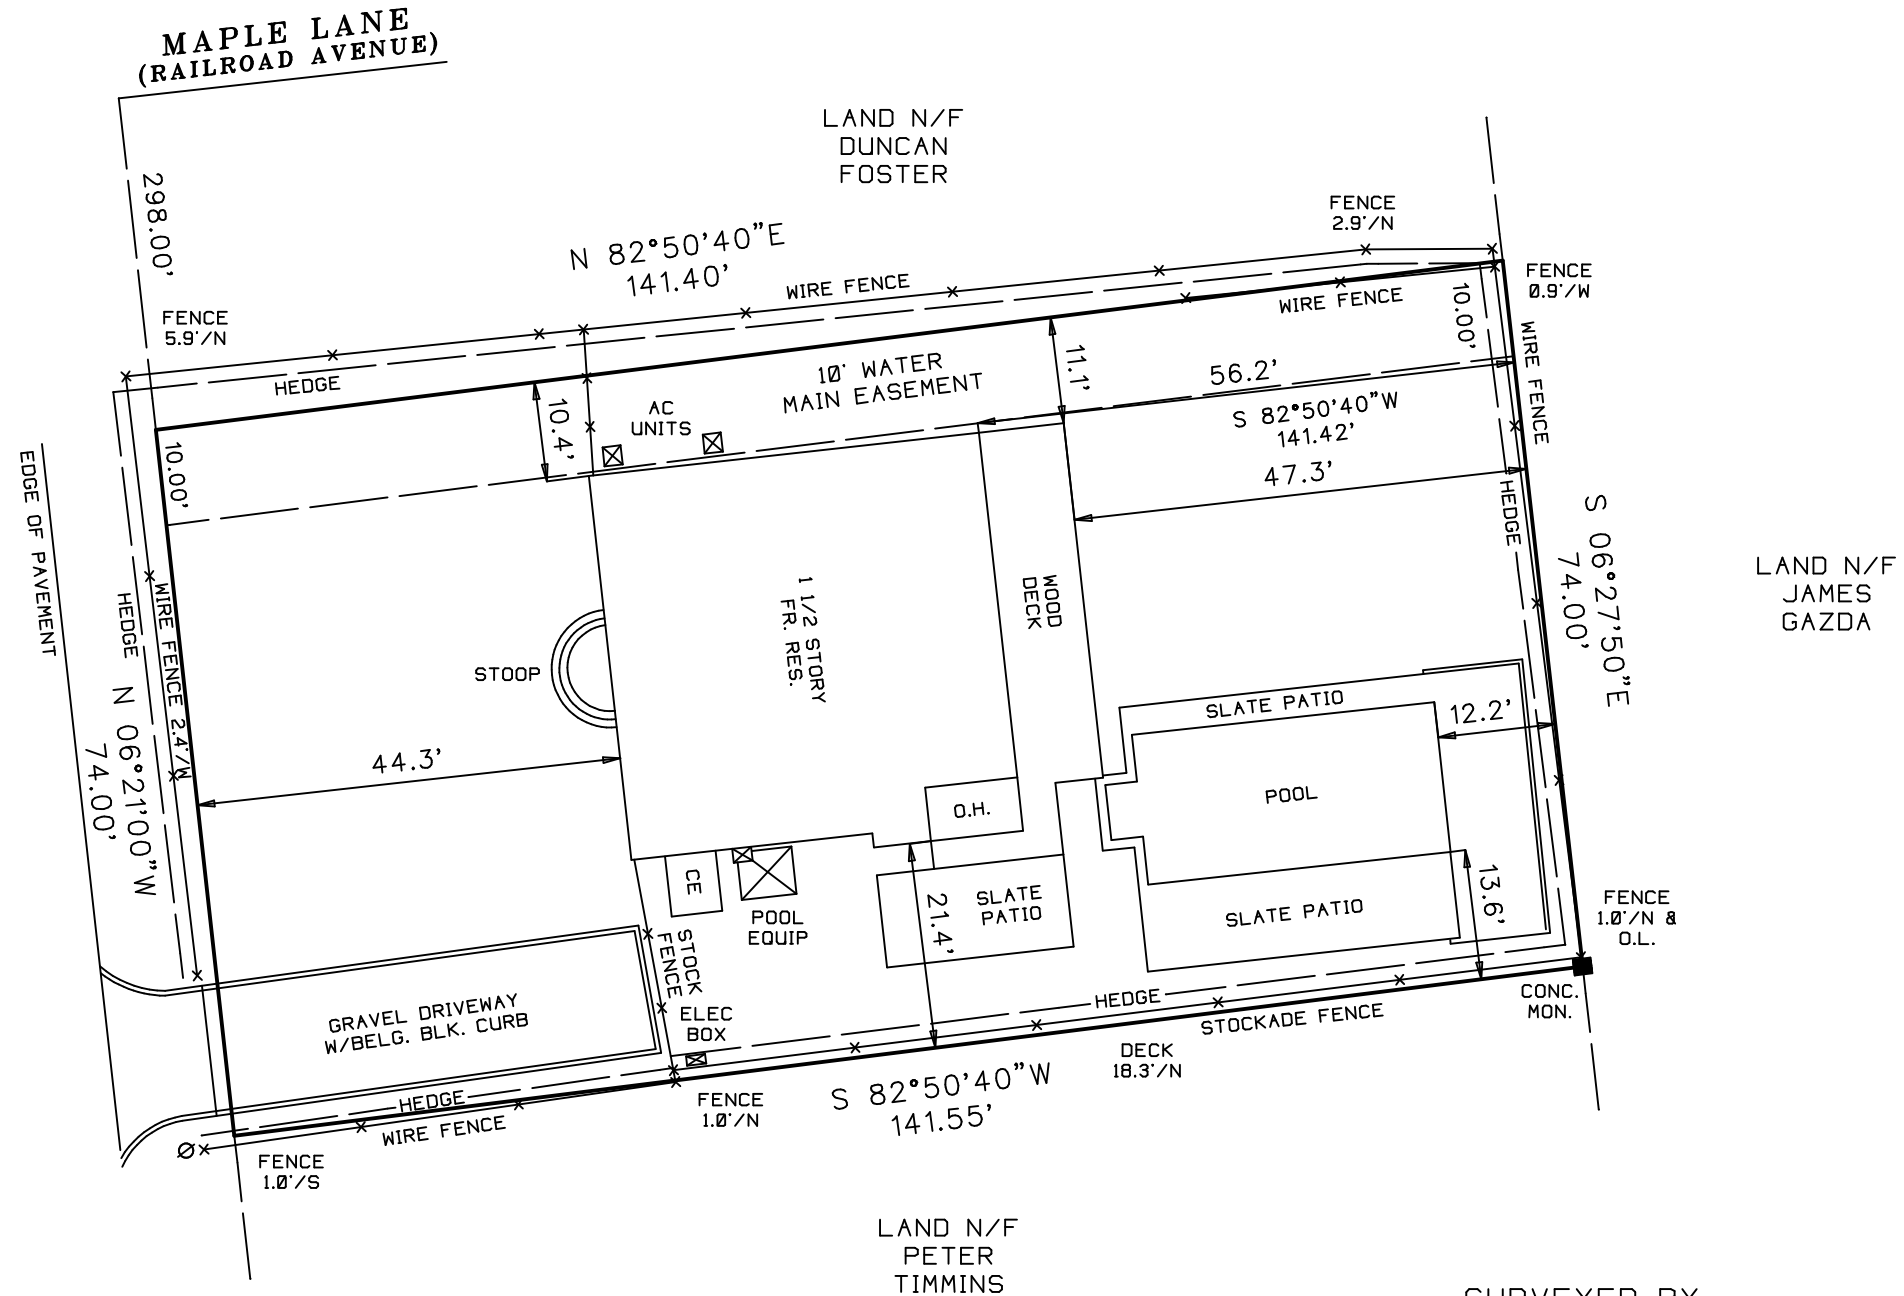 MAPLE LANE
(RAILROAD AVENUE)
298.00'
LAND N/F
DUNCAN
FOSTER
FENCE
2.9'/N
N 82°50'40"E
141.40'
WIRE FENCE
FENCE
0.9'/W
FENCE
5.9'/N
HEDGE
WIRE FENCE
10.00'
WIRE FENCE
10' WATER
MAIN EASEMENT
11.1'
56.2'
S 82°50'40"W
141.42'
47.3'
10.4'
AC
UNITS
10.00'
EDGE OF PAVEMENT
HEDGE
WIRE FENCE 2.4'/W
N 06°21'00"W
74.00'
HEDGE
S 06°27'50"E
74.00'
LAND N/F
JAMES
GAZDA
1 1/2 STORY
FR. RES.
WOOD
DECK
STOOP
44.3'
SLATE PATIO
12.2'
POOL
O.H.
CE
POOL
EQUIP
21.4'
SLATE
PATIO
SLATE PATIO
13.6'
FENCE
1.0'/N &
O.L.
STOCK
FENCE
GRAVEL DRIVEWAY
W/BELG. BLK. CURB
ELEC
BOX
HEDGE
STOCKADE FENCE
CONC.
MON.
DECK
18.3'/N
S 82°50'40"W
141.55'
FENCE
1.0'/N
HEDGE
WIRE FENCE
FENCE
1.0'/S
LAND N/F
PETER
TIMMINS
SURVEYED BY